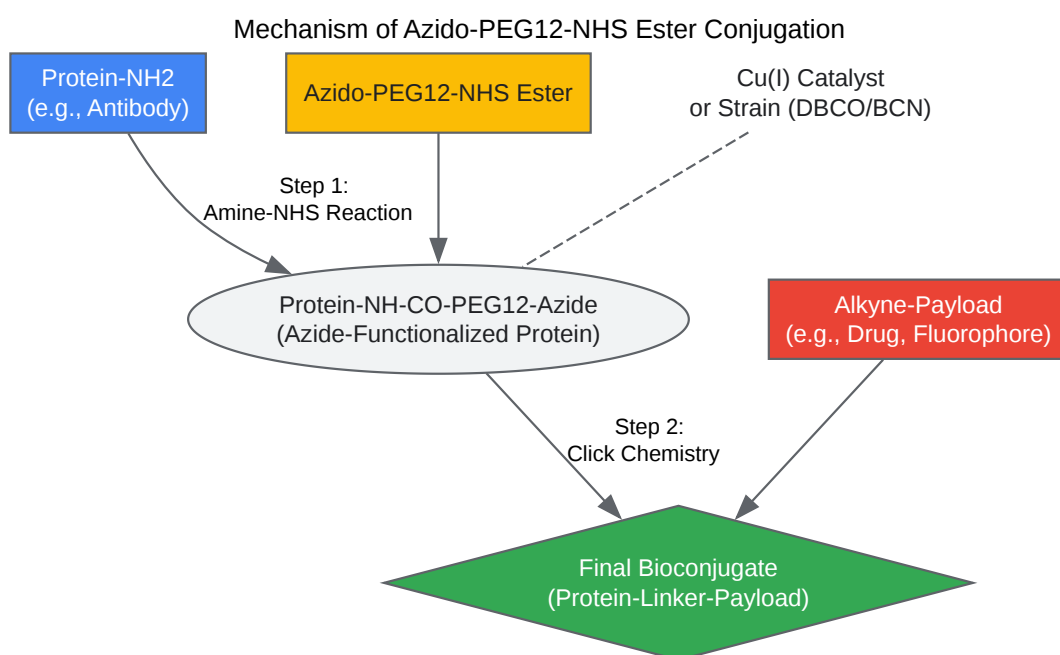 Mechanism of Azido-PEG12-NHS Ester Conjugation
Protein-NH2
(e.g., Antibody)
Azido-PEG12-NHS Ester
Cu(I) Catalyst
or Strain (DBCO/BCN)
Step 1:
Amine-NHS Reaction
Protein-NH-CO-PEG12-Azide
(Azide-Functionalized Protein)
Alkyne-Payload
(e.g., Drug, Fluorophore)
Step 2:
Click Chemistry
Final Bioconjugate
(Protein-Linker-Payload)